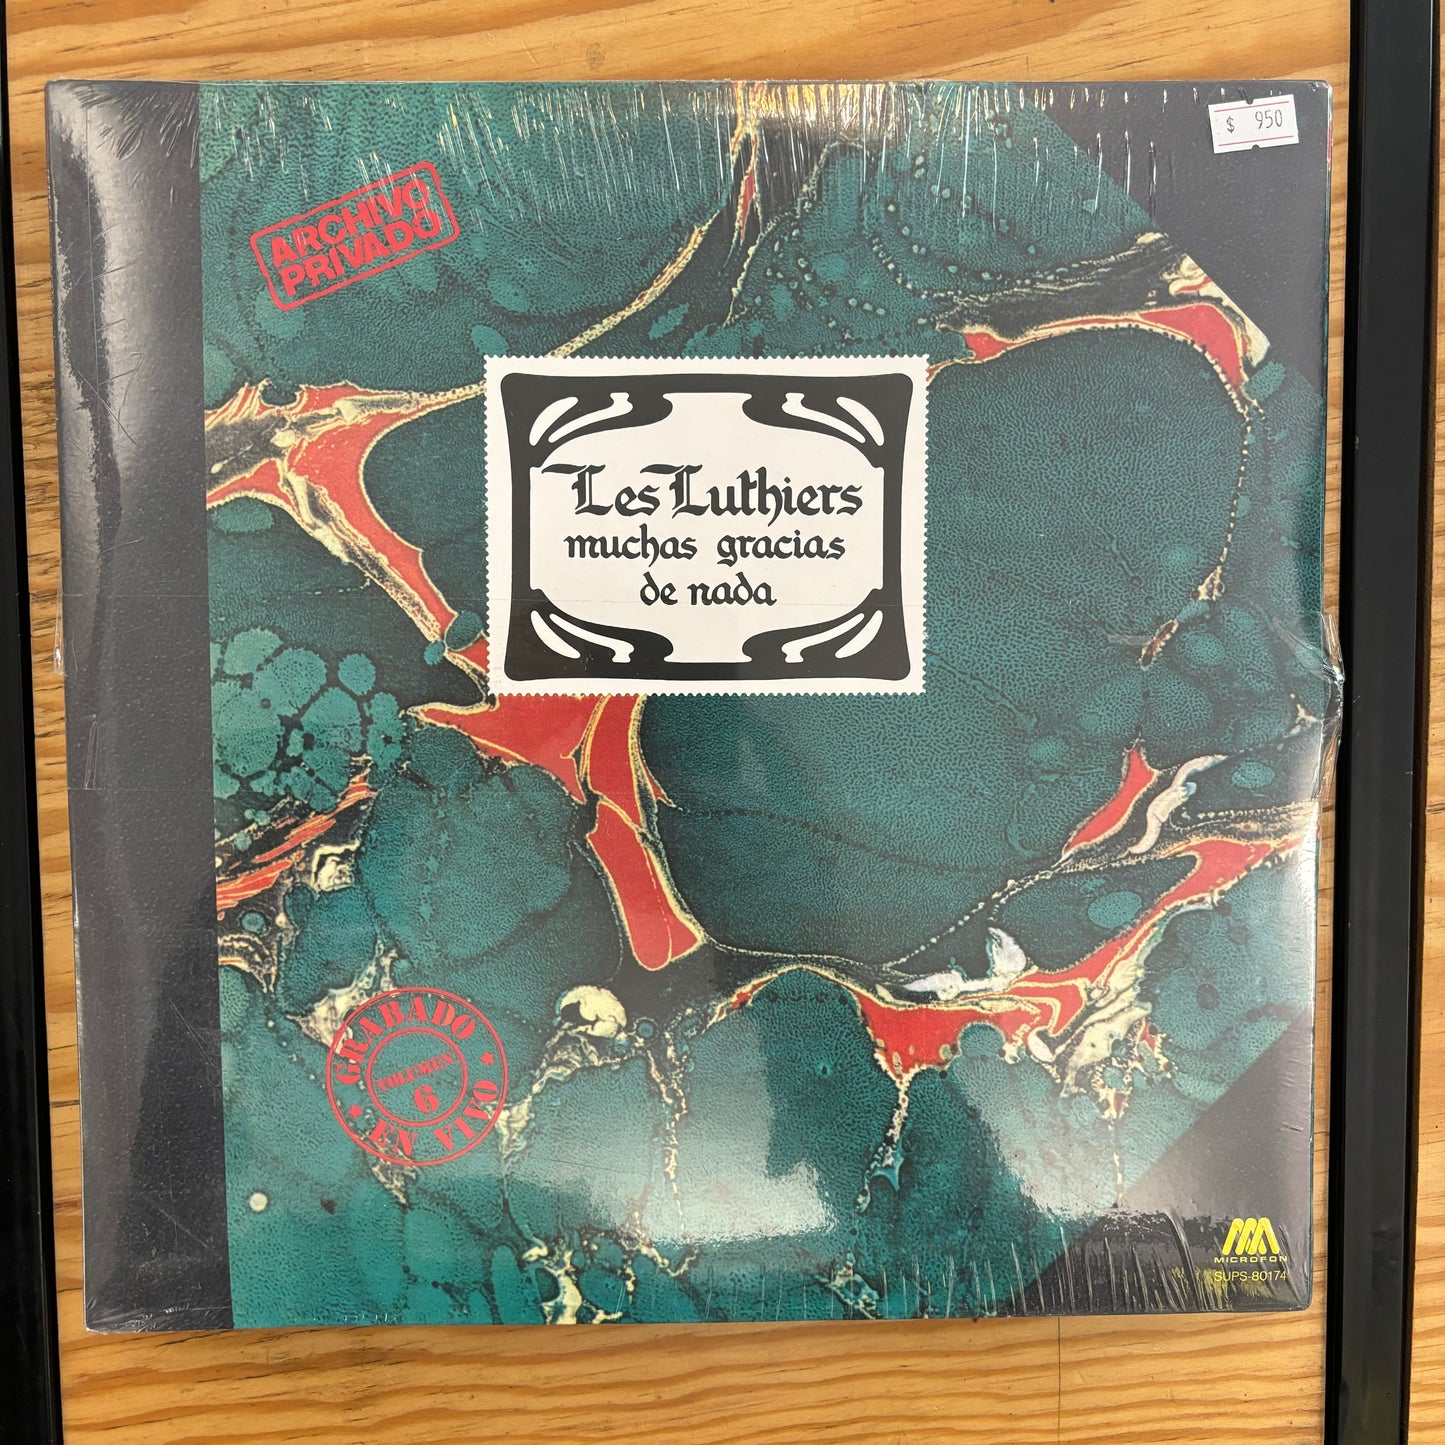 $ 950
ARCHIVO
PRIVADO
Les Luthiers
muchas gracias
de nada
GRABADO
VOLUMEN
6
EN VIVO
MICROFON
SUPS-80174